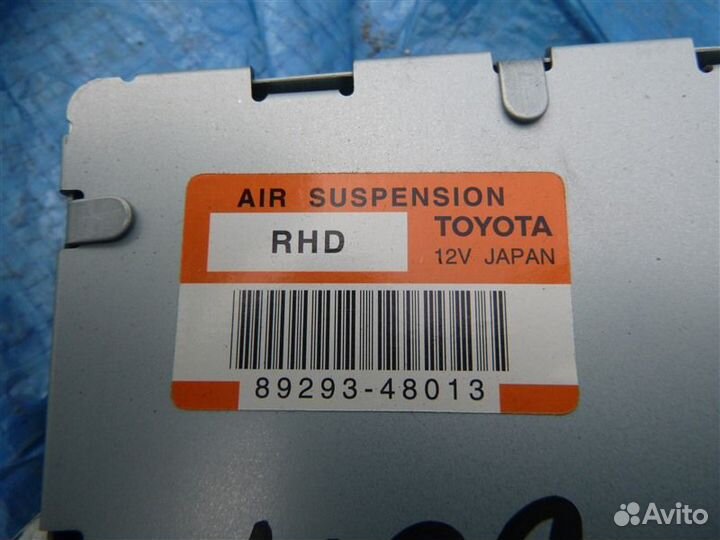 AIR SUSPENSION
RHD
TOYOTA
12V JAPAN
89293-48013
Avito